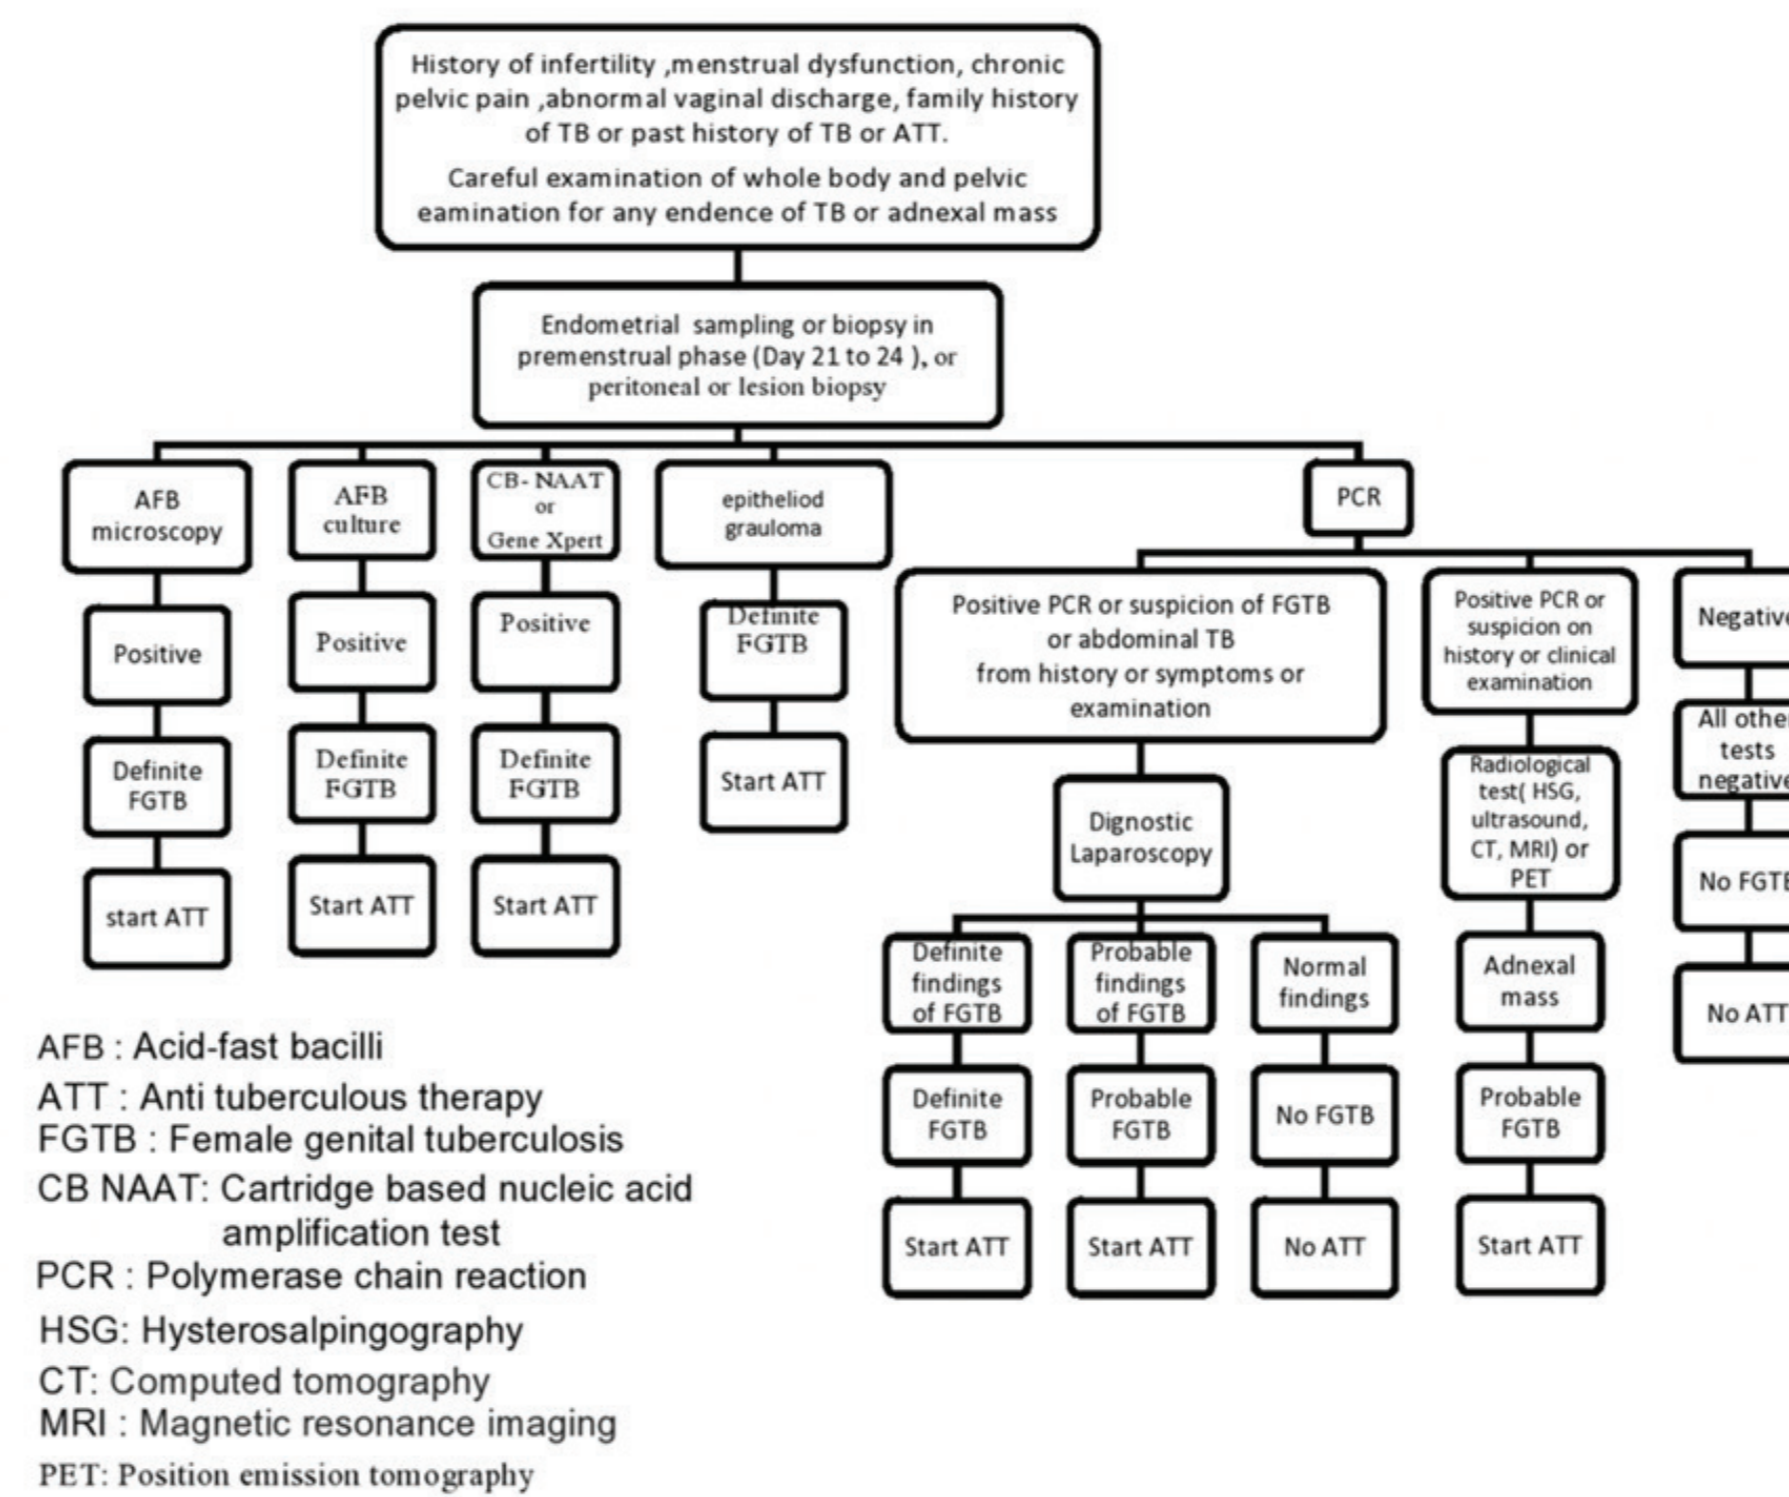 History of infertility ,menstrual dysfunction, chronic
pelvic pain ,abnormal vaginal discharge, family history
of TB or past history of TB or ATT.
Careful examination of whole body and pelvic
eamination for any endence of TB or adnexal mass
Endometrial sampling or biopsy in
premenstrual phase (Day 21 to 24 ), or
peritoneal or lesion biopsy
AFB
microscopy
Positive
Definite
FGTB
start ATT
AFB
culture
Positive
Definite
FGTB
Start ATT
CB- NAAT
or
Gene Xpert
Positive
Definite
FGTB
Start ATT
epitheliod
grauloma
Definite
FGTB
Start ATT
PCR
Positive PCR or suspicion of FGTB
or abdominal TB
from history or symptoms or
examination
Dignostic
Laparoscopy
Definite
findings
of FGTB
Definite
FGTB
Start ATT
Probable
findings
of FGTB
Probable
FGTB
Start ATT
Normal
findings
No FGTB
No ATT
Positive PCR or
suspicion on
history or clinical
examination
Radiological
test( HSG,
ultrasound,
CT, MRI) or
PET
Adnexal
mass
Probable
FGTB
Start ATT
Negative
All other
tests
negative
No FGTB
No ATT
AFB : Acid-fast bacilli
ATT : Anti tuberculous therapy
FGTB : Female genital tuberculosis
CB NAAT: Cartridge based nucleic acid
amplification test
PCR : Polymerase chain reaction
HSG: Hysterosalpingography
CT: Computed tomography
MRI : Magnetic resonance imaging
PET: Position emission tomography